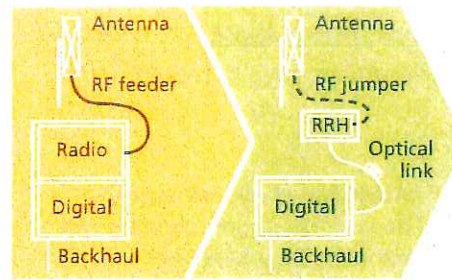 Antenna
RF feeder
Radio
Digital
Backhaul
Antenna
RF jumper
RRH
Optical
link
Digital
Backhaul